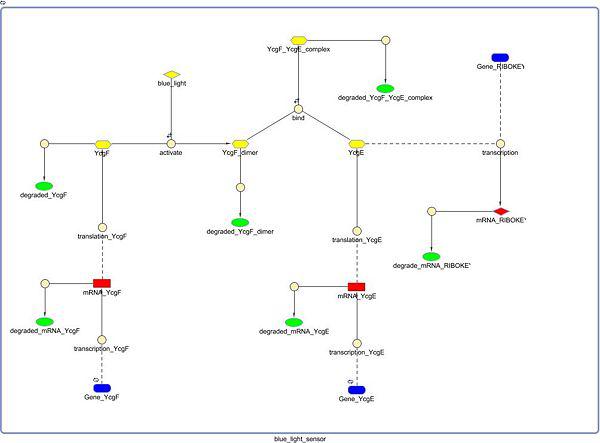 YcgF_YcgE_complex
Gene_RIBOKEY
blue_light
degraded_YcgF_YcgE_complex
bind
YcgF
activate
YcgF_dimer
YcgE
transcription
degraded_YcgF
mRNA_RIBOKEY
degraded_YcgF_dimer
translation_YcgF
translation_YcgE
degrade_mRNA_RIBOKEY
mRNA_YcgF
mRNA_YcgE
degraded_mRNA_YcgF
degraded_mRNA_YcgE
transcription_YcgF
transcription_YcgE
Gene_YcgF
Gene_YcgE
blue_light_sensor